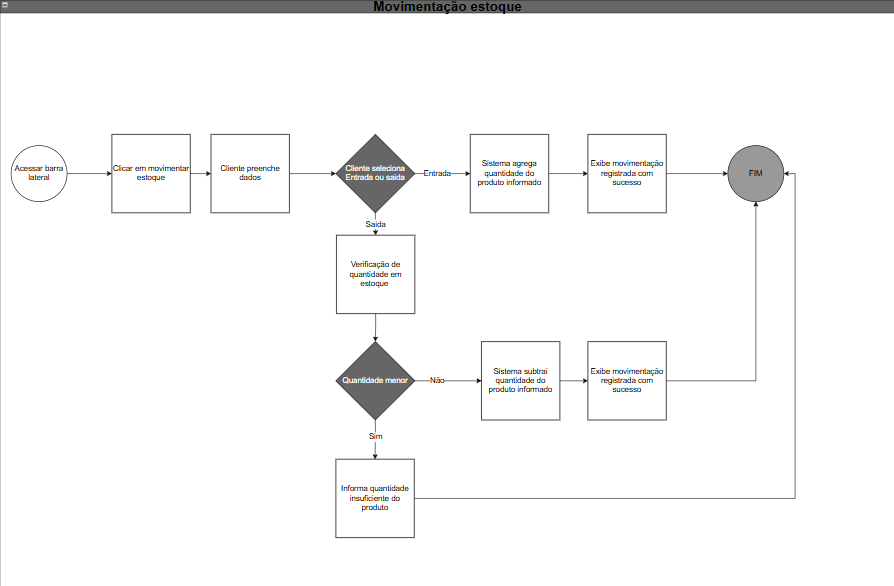 Movimentação estoque
Acessar barra
lateral
Clicar em movimentar
estoque
Cliente preenche
dados
Cliente seleciona
Entrada ou saida
Entrada
Sistema agrega
quantidade do
produto informado
Exibe movimentação
registrada com
sucesso
FIM
Saida
Verificação de
quantidade em
estoque
Quantidade menor
Não
Sistema subtrai
quantidade do
produto informado
Exibe movimentação
registrada com
sucesso
Sim
Informa quantidade
insuficiente do
produto